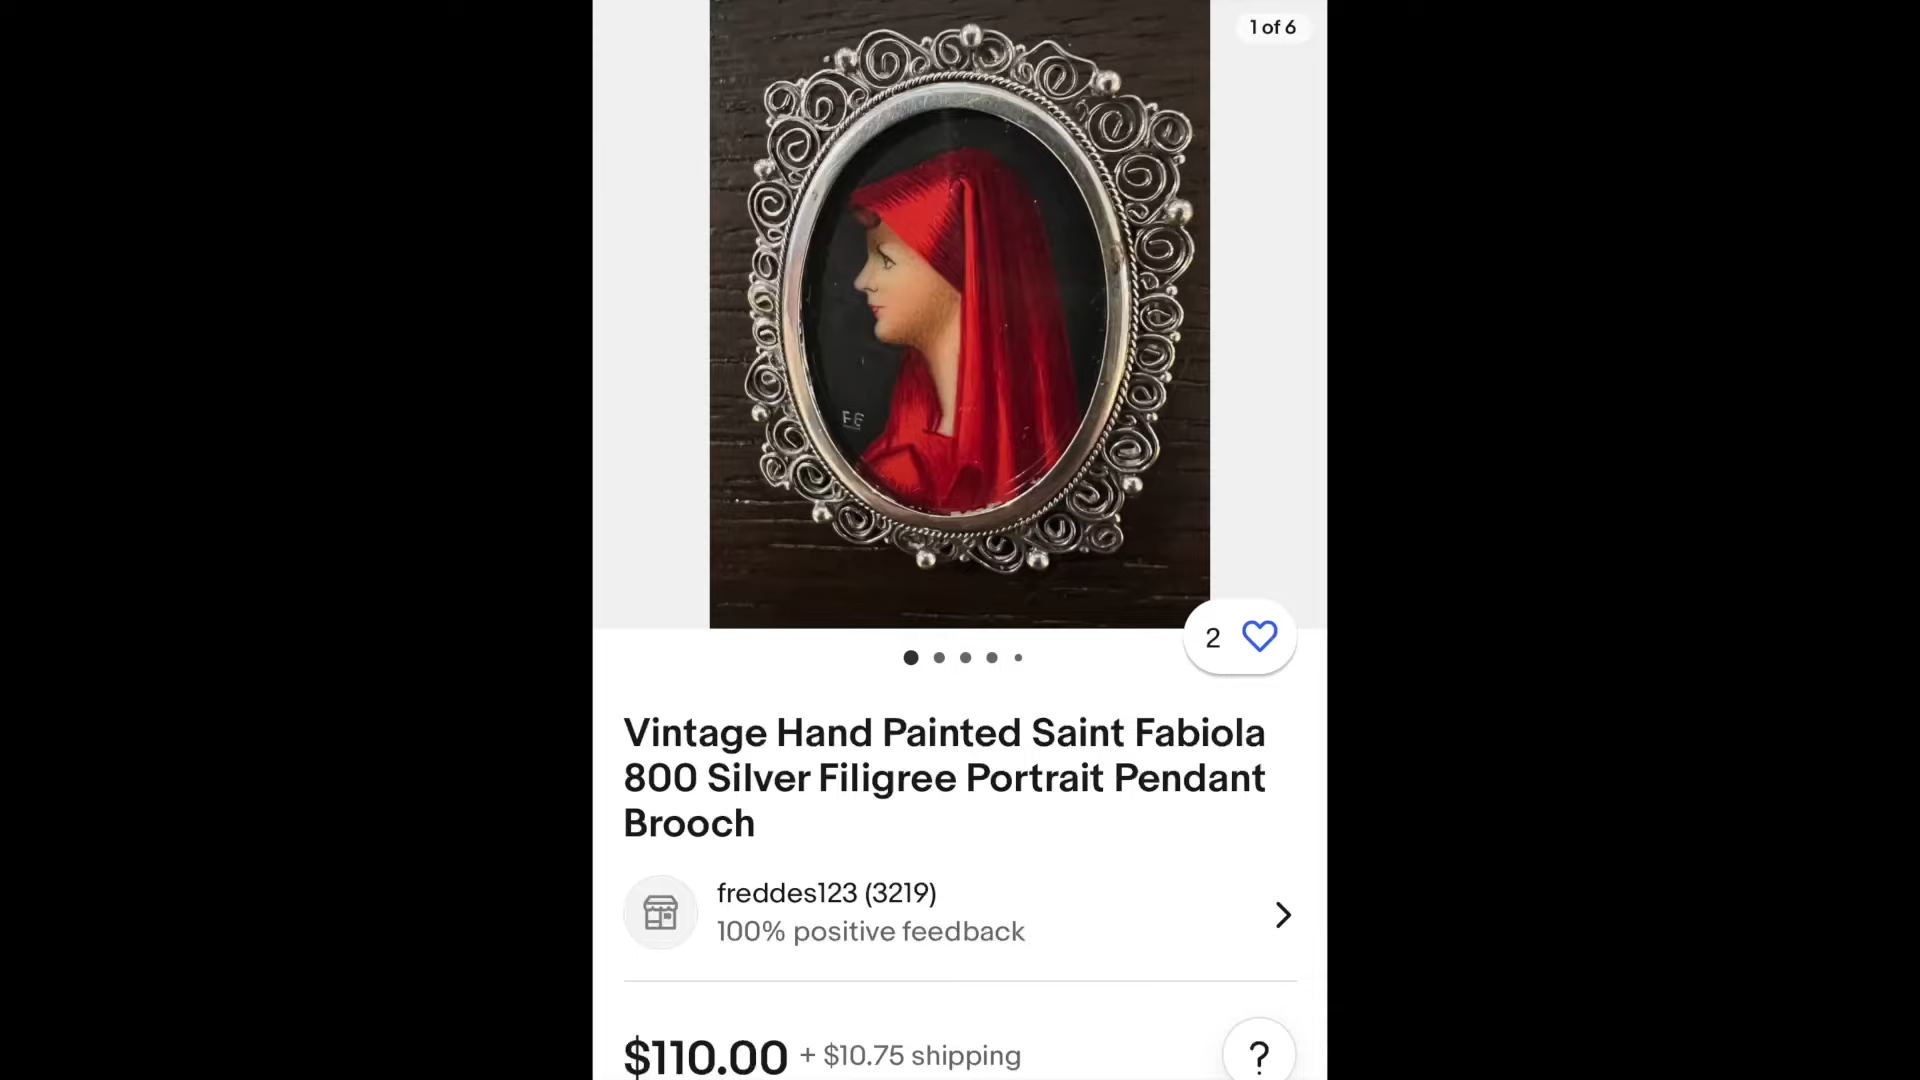 1 of 6
FE
2
Vintage Hand Painted Saint Fabiola
800 Silver Filigree Portrait Pendant
Brooch
freddes123 (3219)
100% positive feedback
$110.00 + $10.75 shipping
?